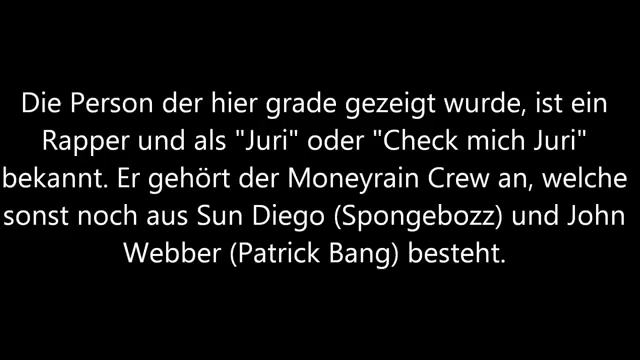 Die Person der hier grade gezeigt wurde, ist ein
Rapper und als "Juri" oder "Check mich Juri"
bekannt. Er gehört der Moneyrain Crew an, welche
sonst noch aus Sun Diego (Spongebozz) und John
Webber (Patrick Bang) besteht.